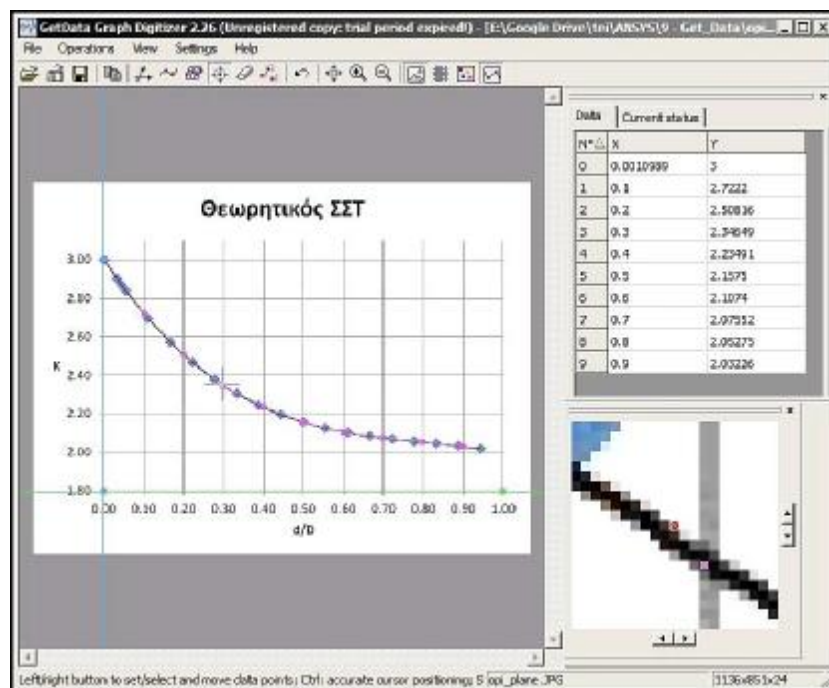 GetData Graph Digitizer 2.26 (Unregistered copy: trial period expired!) - [E:\Google Drive\tni\ANSYS\9 - Get_Data\opi_...
File Operations View Settings Help
Θεωρητικός ΣΣΤ
K
3.00
2.80
2.60
2.40
2.20
2.00
1.80
0.00 0.10 0.20 0.30 0.40 0.50 0.60 0.70 0.80 0.90 1.00
d/D
Data Current status
N° X Y
0 0.0010989 3
1 0.1 2.7222
2 0.2 2.50836
3 0.3 2.34649
4 0.4 2.23491
5 0.5 2.1575
6 0.6 2.1074
7 0.7 2.07552
8 0.8 2.05275
9 0.9 2.03226
Left/right button to set/select and move data points; Ctrl: accurate cursor positioning; S opi_plane.JPG 1136x851x24